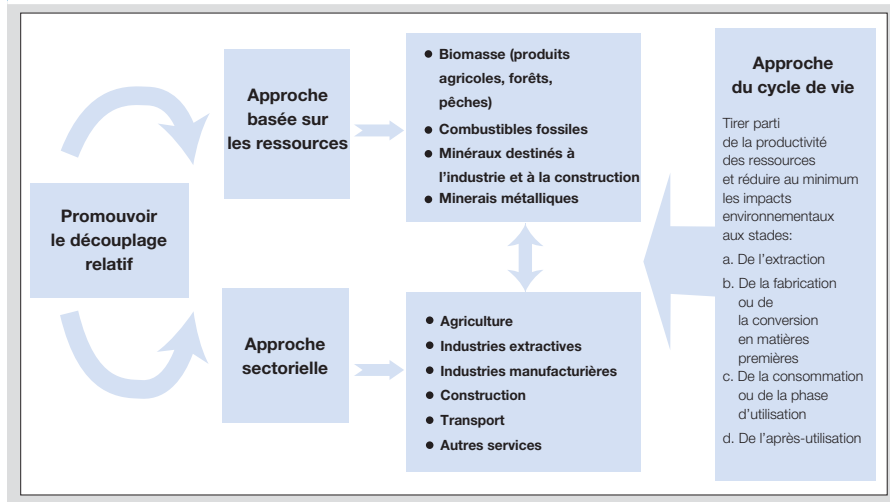 Promouvoir
le découplage
relatif
Approche
basée sur
les ressources
• Biomasse (produits
agricoles, forêts,
pêches)
• Combustibles fossiles
• Minéraux destinés à
l'industrie et à la construction
• Minerais métalliques
Approche
sectorielle
• Agriculture
• Industries extractives
• Industries manufacturières
• Construction
• Transport
• Autres services
Approche
du cycle de vie
Tirer parti
de la productivité
des ressources
et réduire au minimum
les impacts
environnementaux
aux stades:
a. De l'extraction
b. De la fabrication
ou de
la conversion
en matières
premières
c. De la consommation
ou de la phase
d'utilisation
d. De l'après-utilisation